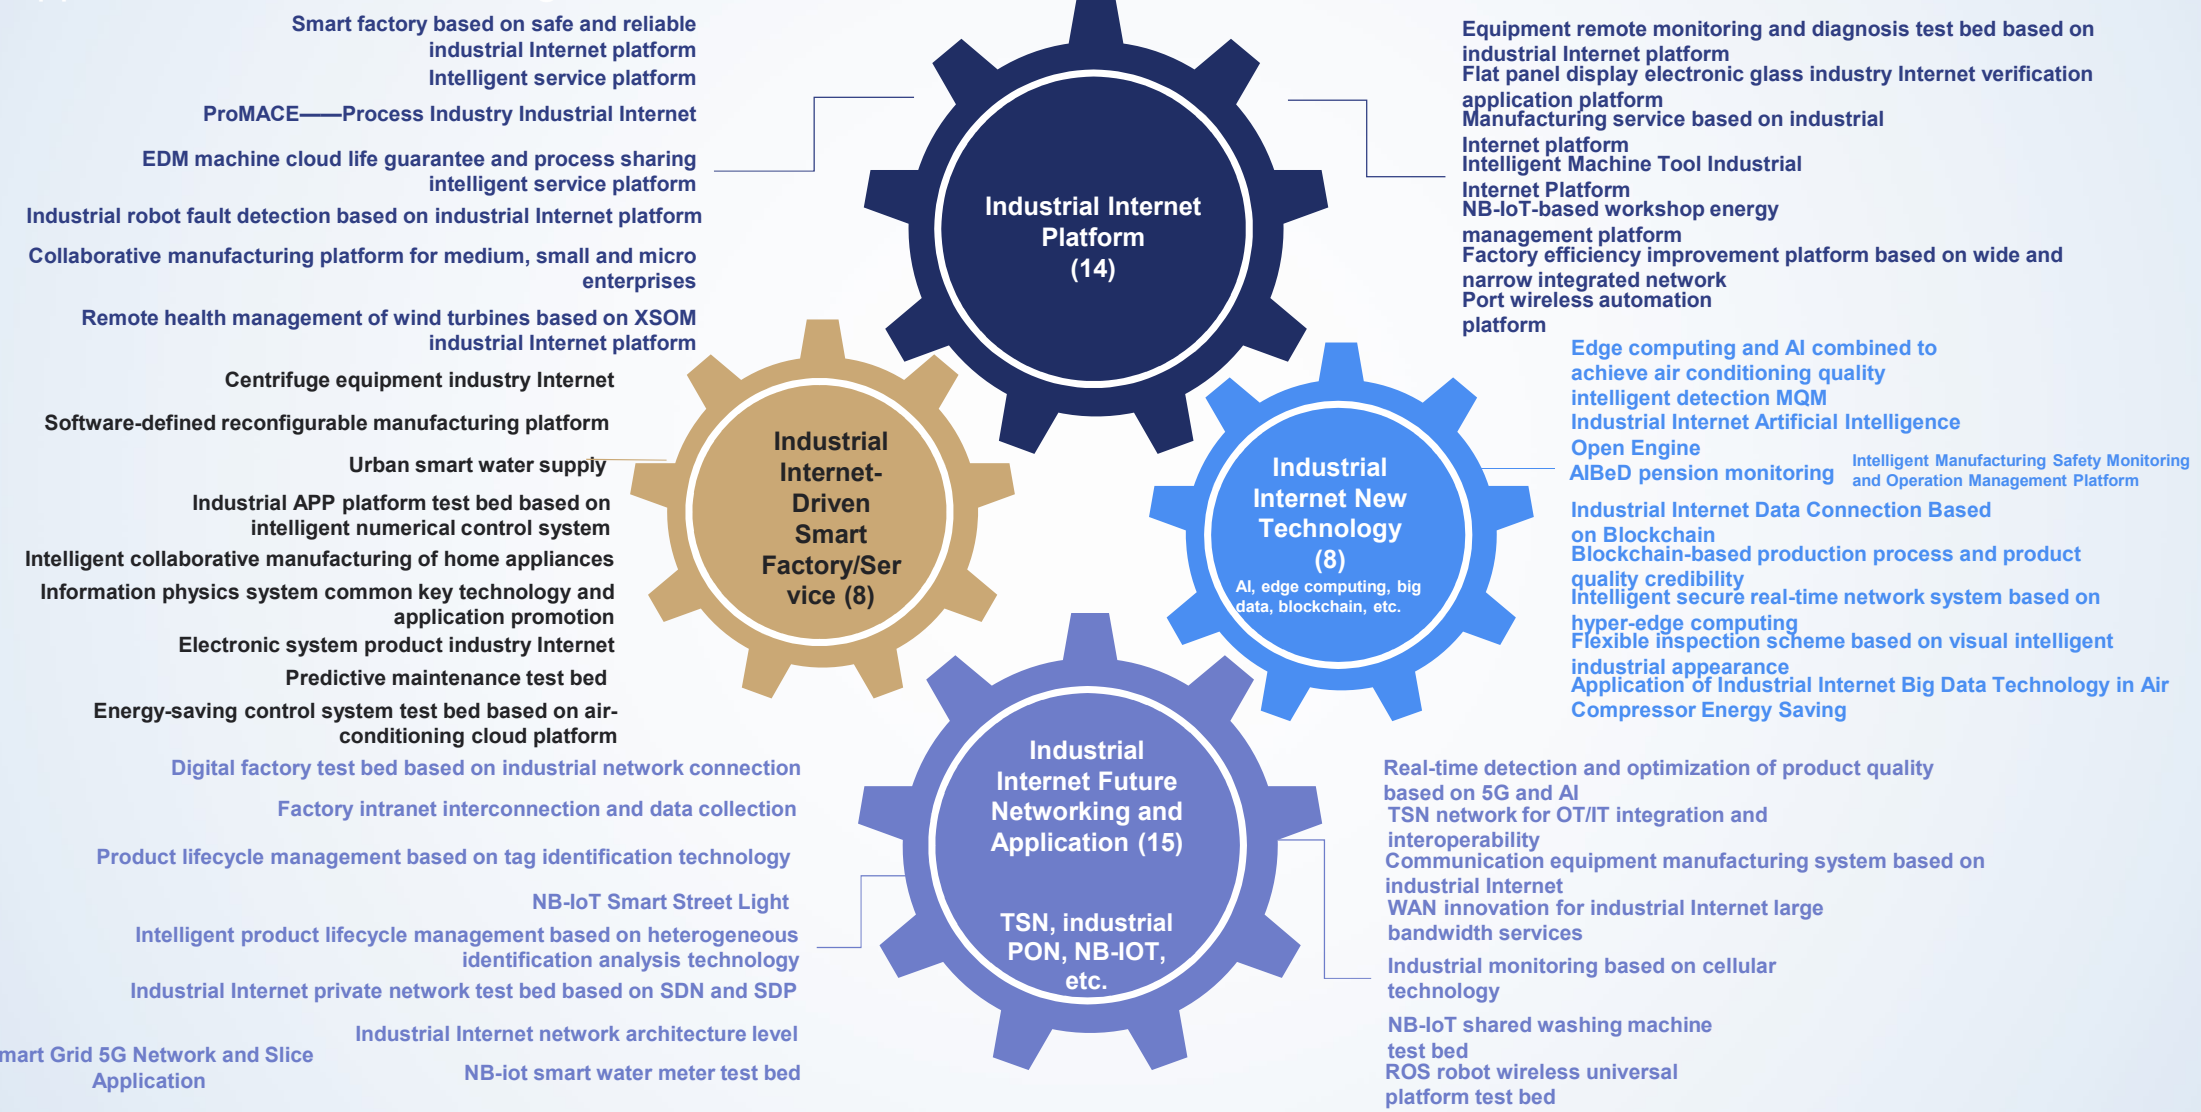 Smart factory based on safe and reliable
industrial Internet platform
Intelligent service platform
ProMACE——Process Industry Industrial Internet
EDM machine cloud life guarantee and process sharing
intelligent service platform
Industrial robot fault detection based on industrial Internet platform
Collaborative manufacturing platform for medium, small and micro
enterprises
Remote health management of wind turbines based on XSOM
industrial Internet platform
Industrial Internet
Platform
(14)
Equipment remote monitoring and diagnosis test bed based on
industrial Internet platform
Flat panel display electronic glass industry Internet verification
application platform
Manufacturing service based on industrial
Internet platform
Intelligent Machine Tool Industrial
Internet Platform
NB-IoT-based workshop energy
management platform
Factory efficiency improvement platform based on wide and
narrow integrated network
Port wireless automation
platform
Centrifuge equipment industry Internet
Software-defined reconfigurable manufacturing platform
Urban smart water supply
Industrial APP platform test bed based on
intelligent numerical control system
Intelligent collaborative manufacturing of home appliances
Information physics system common key technology and
application promotion
Electronic system product industry Internet
Predictive maintenance test bed
Energy-saving control system test bed based on air-
conditioning cloud platform
Industrial
Internet-
Driven
Smart
Factory/Ser
vice (8)
Industrial
Internet New
Technology
(8)
AI, edge computing, big
data, blockchain, etc.
Edge computing and AI combined to
achieve air conditioning quality
intelligent detection MQM
Industrial Internet Artificial Intelligence
Open Engine
AIBeD pension monitoring
Intelligent Manufacturing Safety Monitoring
and Operation Management Platform
Industrial Internet Data Connection Based
on Blockchain
Blockchain-based production process and product
quality credibility
Intelligent secure real-time network system based on
hyper-edge computing
Flexible inspection scheme based on visual intelligent
industrial appearance
Application of Industrial Internet Big Data Technology in Air
Compressor Energy Saving
Digital factory test bed based on industrial network connection
Factory intranet interconnection and data collection
Product lifecycle management based on tag identification technology
NB-IoT Smart Street Light
Intelligent product lifecycle management based on heterogeneous
identification analysis technology
Industrial Internet private network test bed based on SDN and SDP
Industrial Internet network architecture level
mart Grid 5G Network and Slice
Application
NB-iot smart water meter test bed
Industrial
Internet Future
Networking and
Application (15)
TSN, industrial
PON, NB-IOT,
etc.
Real-time detection and optimization of product quality
based on 5G and AI
TSN network for OT/IT integration and
interoperability
Communication equipment manufacturing system based on
industrial Internet
WAN innovation for industrial Internet large
bandwidth services
Industrial monitoring based on cellular
technology
NB-IoT shared washing machine
test bed
ROS robot wireless universal
platform test bed